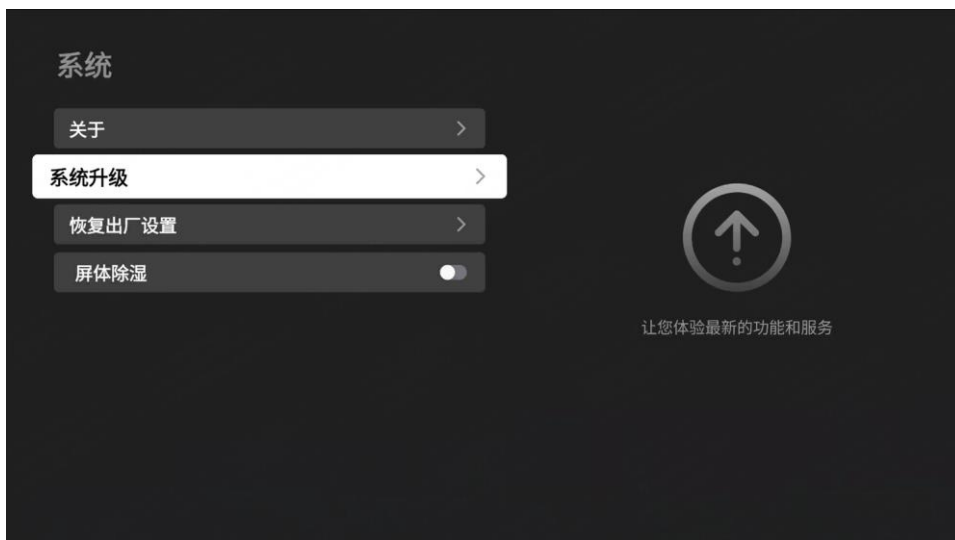 系统
关于
系统升级
恢复出厂设置
屏体除湿
让您体验最新的功能和服务